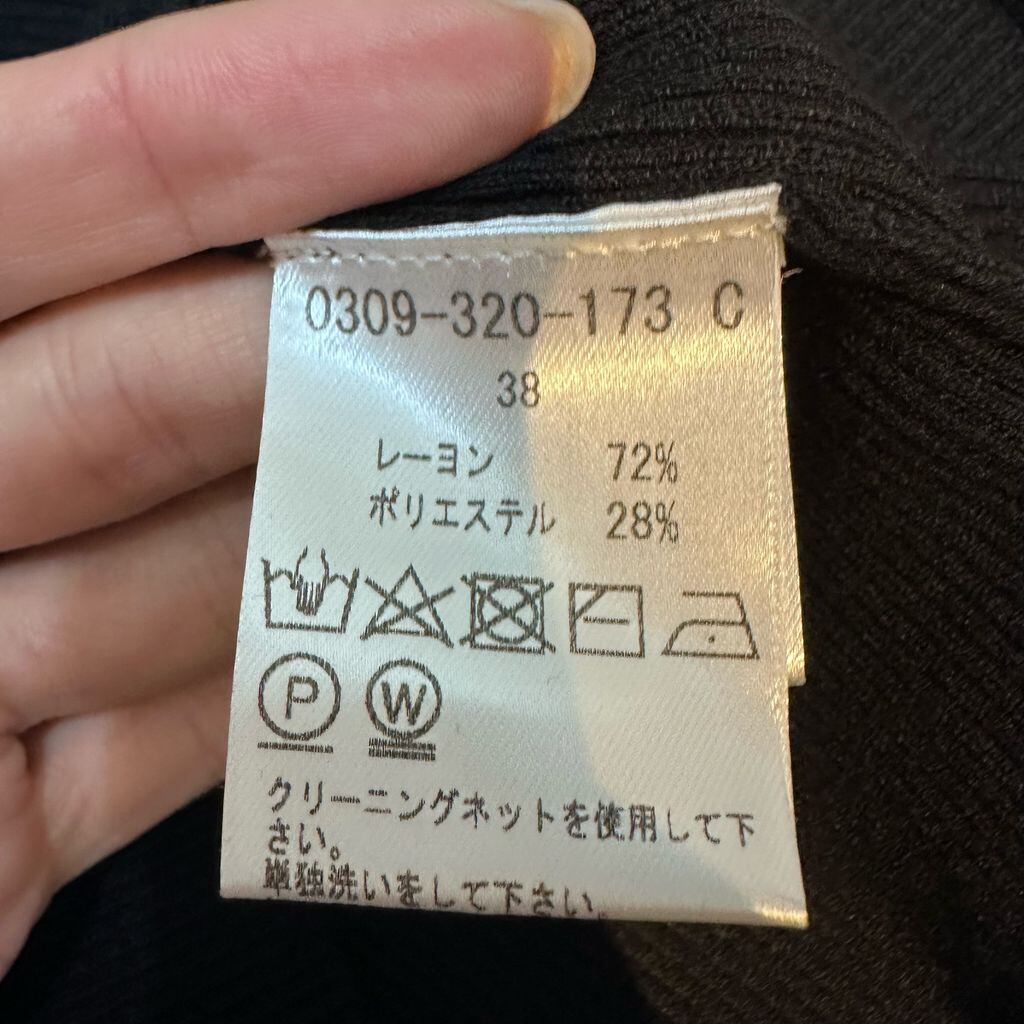 0309-320-173 C
38
レーヨン 72%
ポリエステル 28%
P W
クリーニングネットを使用して下
さい。
単独洗いをして下さい